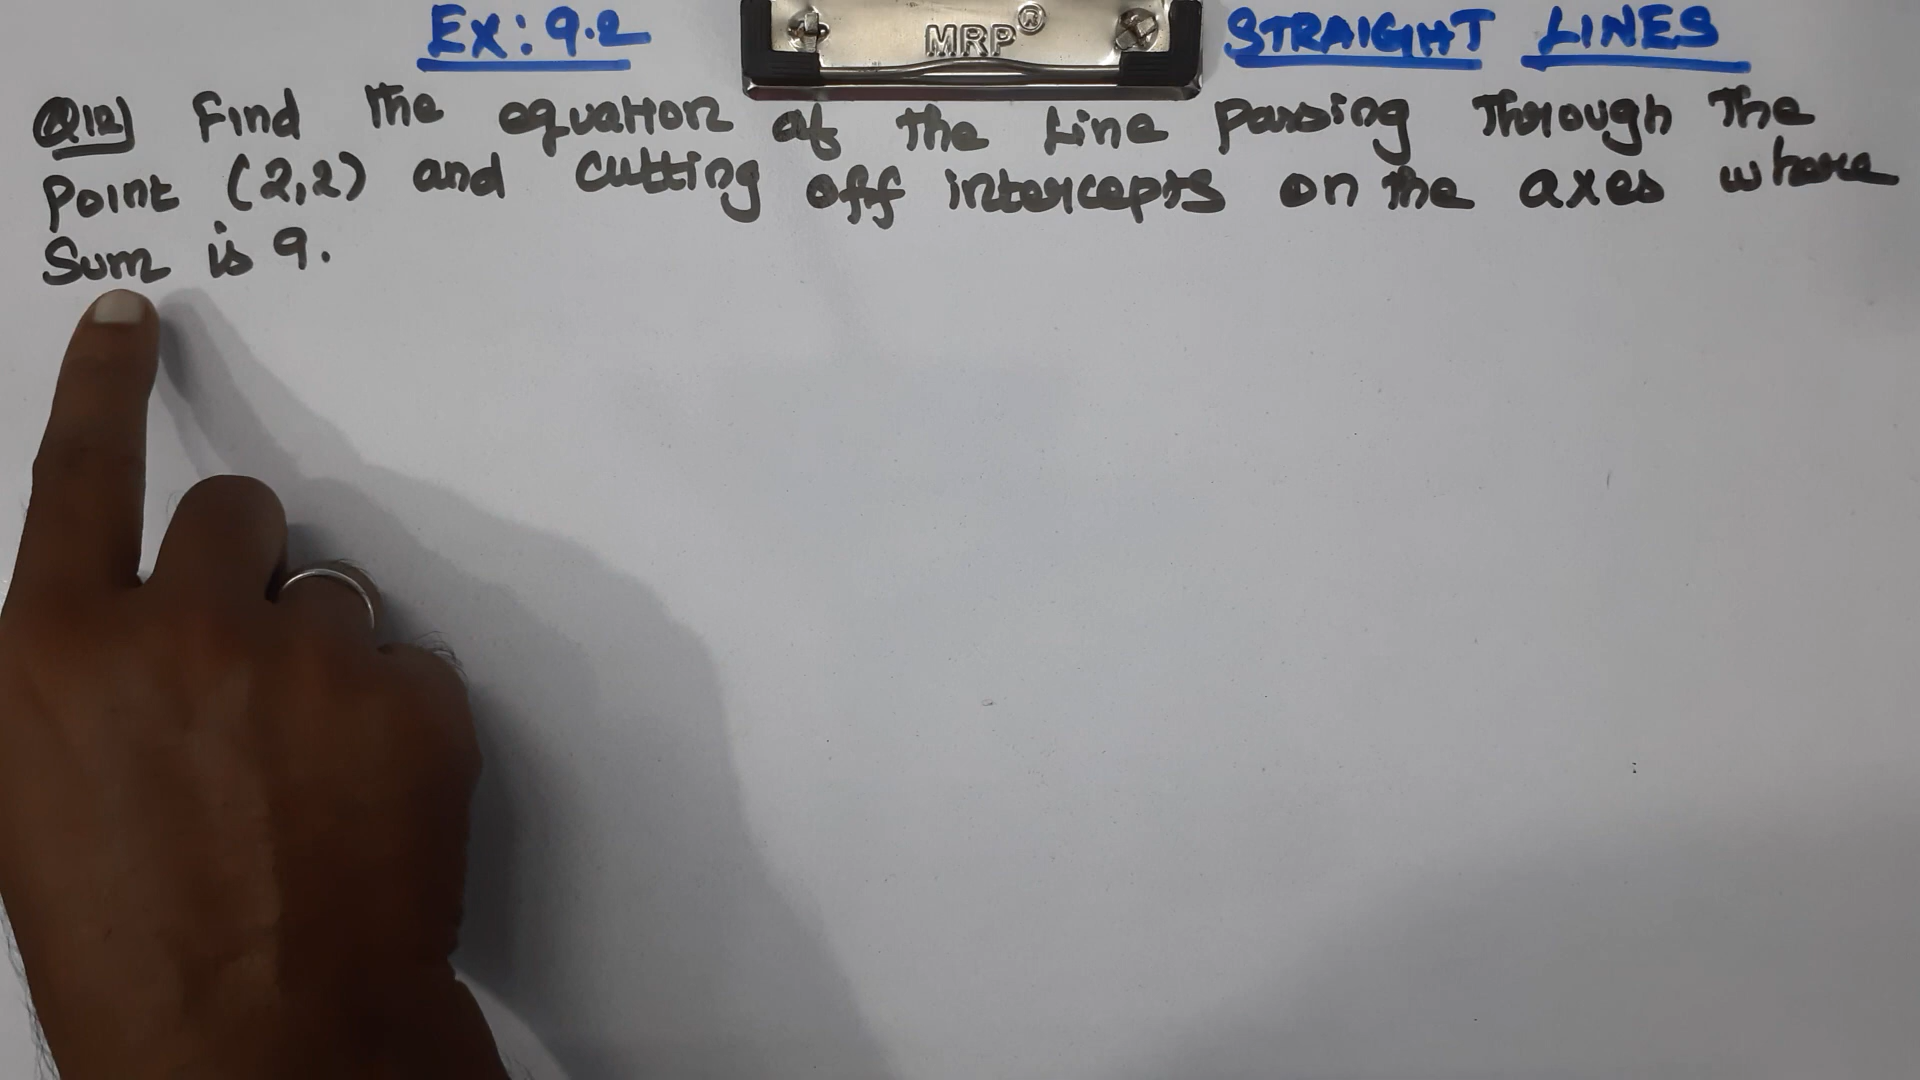 EX: 9.2 MRP® STRAIGHT LINES
Q12) Find the equation of the Line passing Through The
Point (2,2) and cutting off intercepts on the axes whose
Sum is 9.